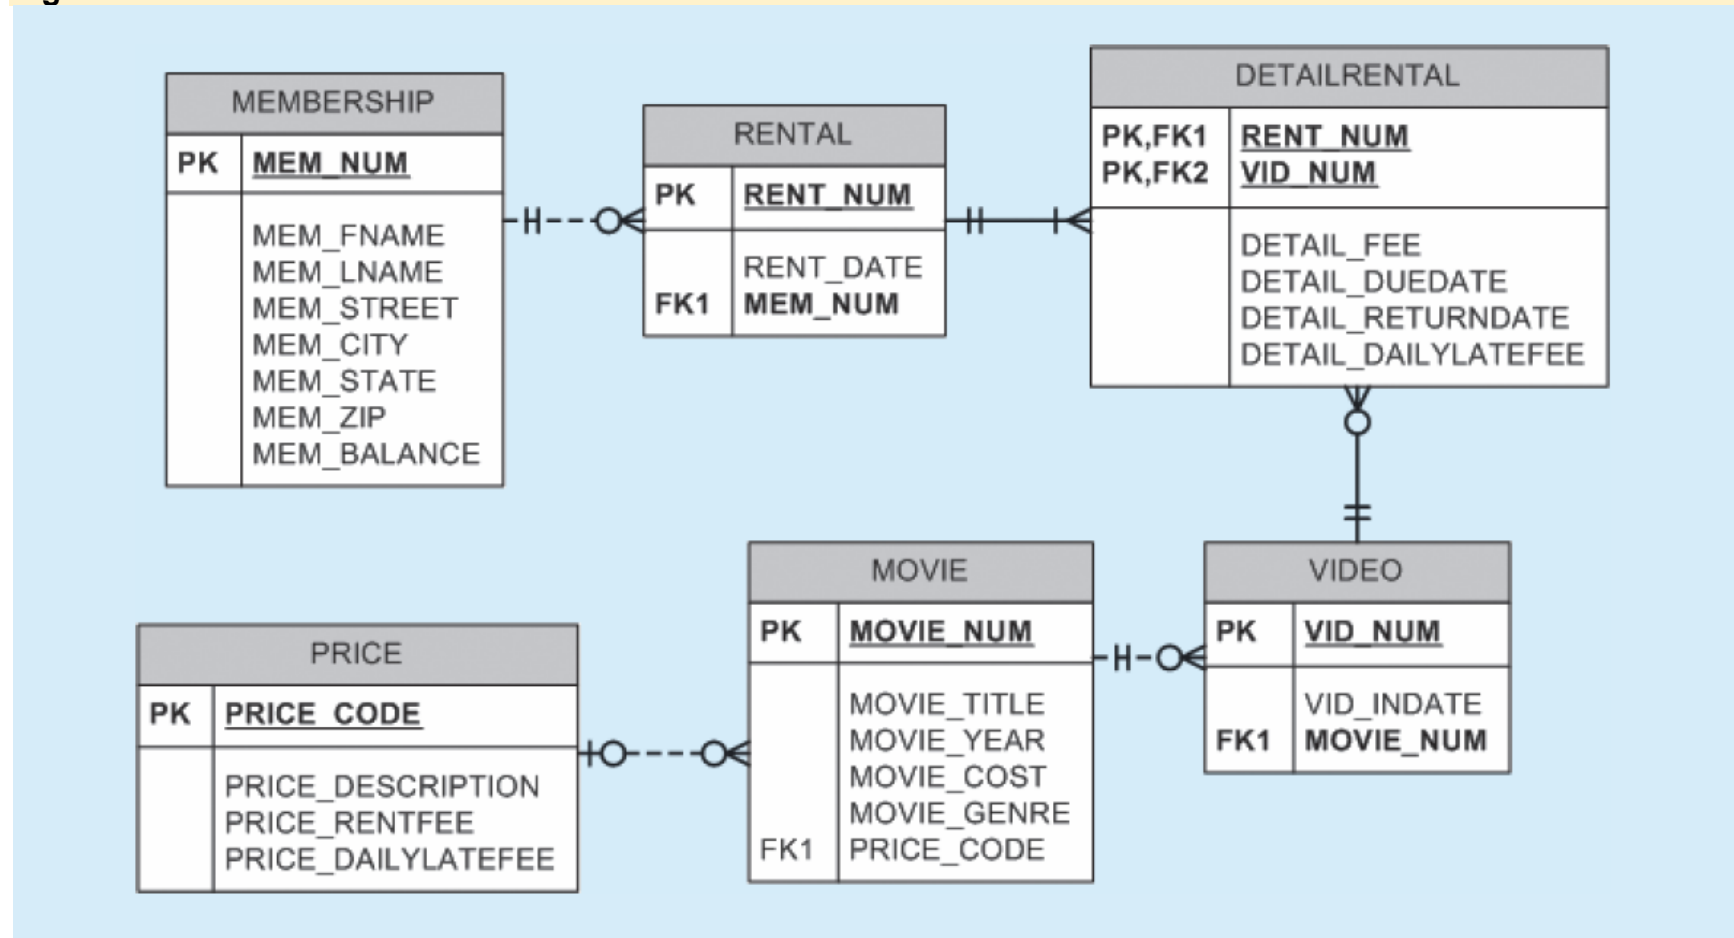 MEMBERSHIP
PK MEM_NUM
MEM_FNAME
MEM_LNAME
MEM_STREET
MEM_CITY
MEM_STATE
MEM_ZIP
MEM_BALANCE
RENTAL
PK RENT_NUM
RENT_DATE
FK1 MEM_NUM
DETAILRENTAL
PK,FK1 RENT_NUM
PK,FK2 VID_NUM
DETAIL_FEE
DETAIL_DUEDATE
DETAIL_RETURNDATE
DETAIL_DAILYLATEFEE
PRICE
PK PRICE_CODE
PRICE_DESCRIPTION
PRICE_RENTFEE
PRICE_DAILYLATEFEE
MOVIE
PK MOVIE_NUM
MOVIE_TITLE
MOVIE_YEAR
MOVIE_COST
MOVIE_GENRE
FK1 PRICE_CODE
VIDEO
PK VID_NUM
VID_INDATE
FK1 MOVIE_NUM